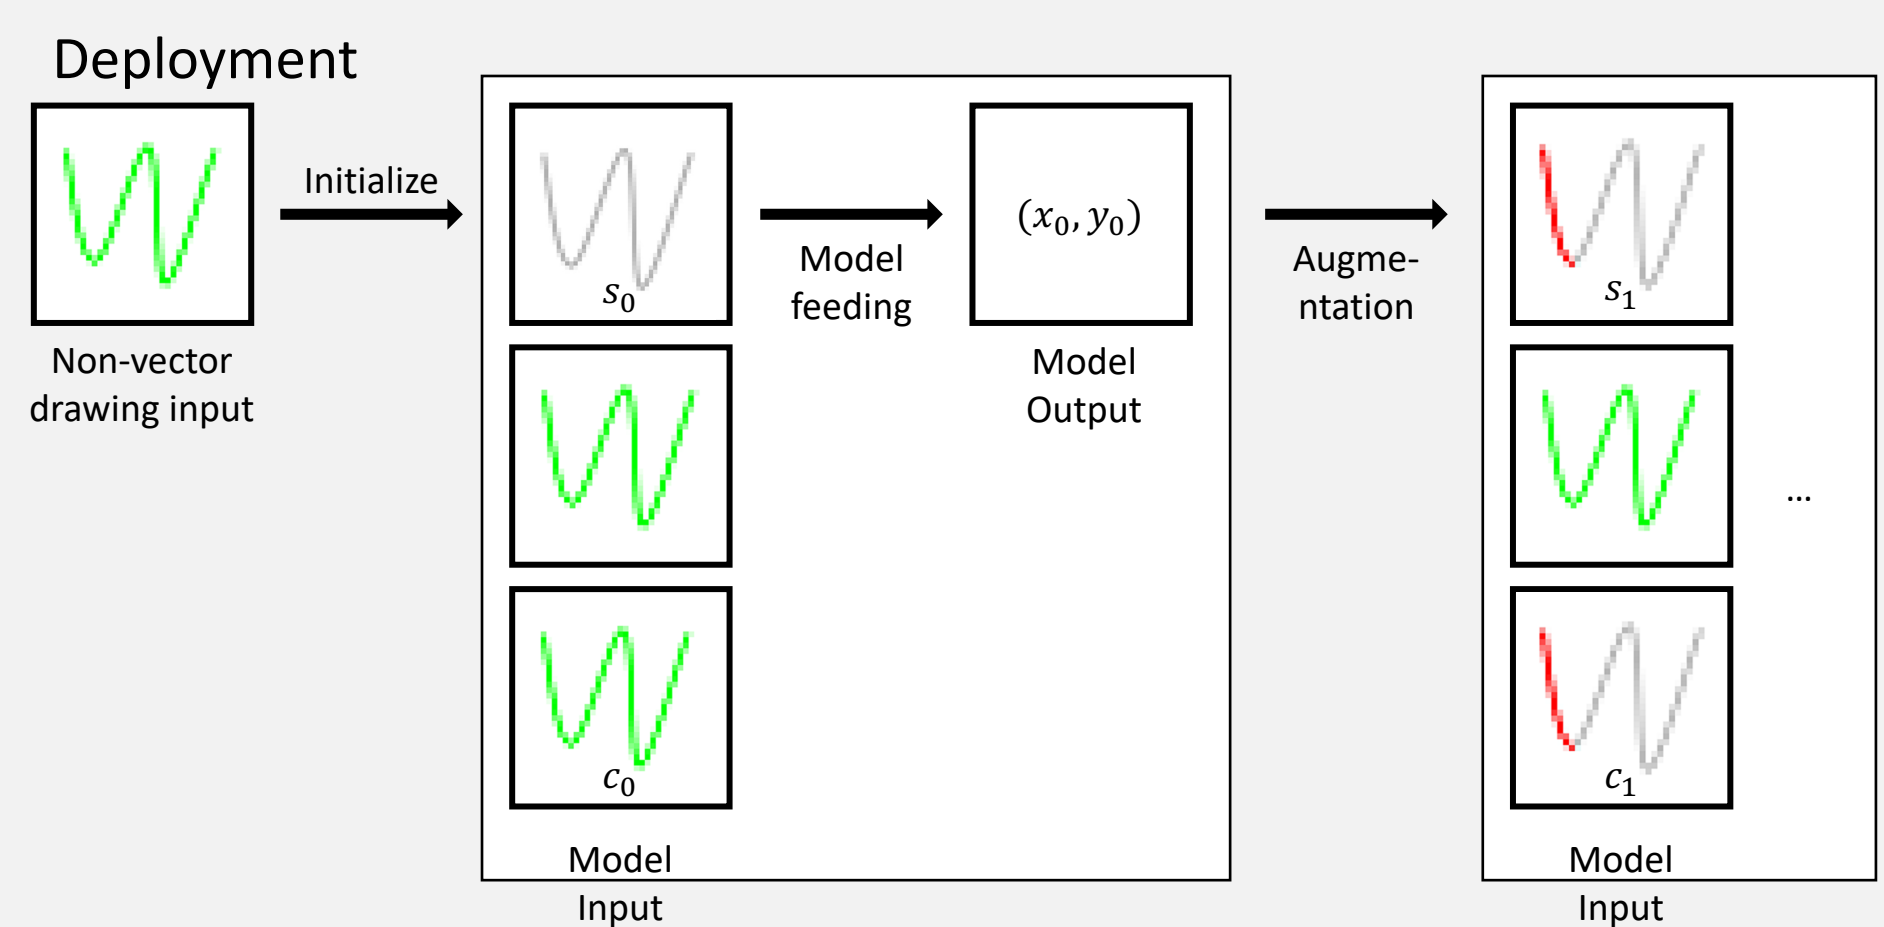 Deployment
Non-vector
drawing input
Initialize
s₀
c₀
Model
Input
Model
feeding
(x₀, y₀)
Model
Output
Augme-
ntation
s₁
c₁
Model
Input
...